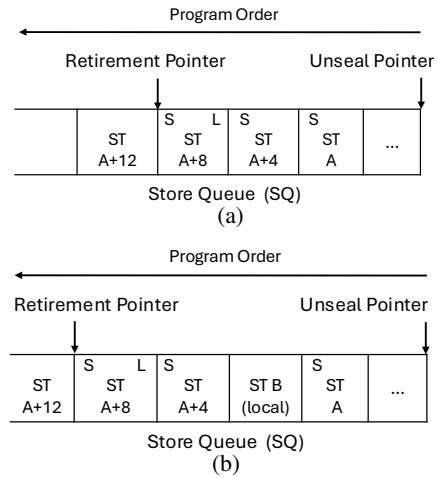 Program Order
Retirement Pointer Unseal Pointer
S L S S
ST ST ST ST ...
A+12 A+8 A+4 A
Store Queue (SQ)
(a)
Program Order
Retirement Pointer Unseal Pointer
S L S S
ST ST ST ST B ST ...
A+12 A+8 A+4 (local) A
Store Queue (SQ)
(b)